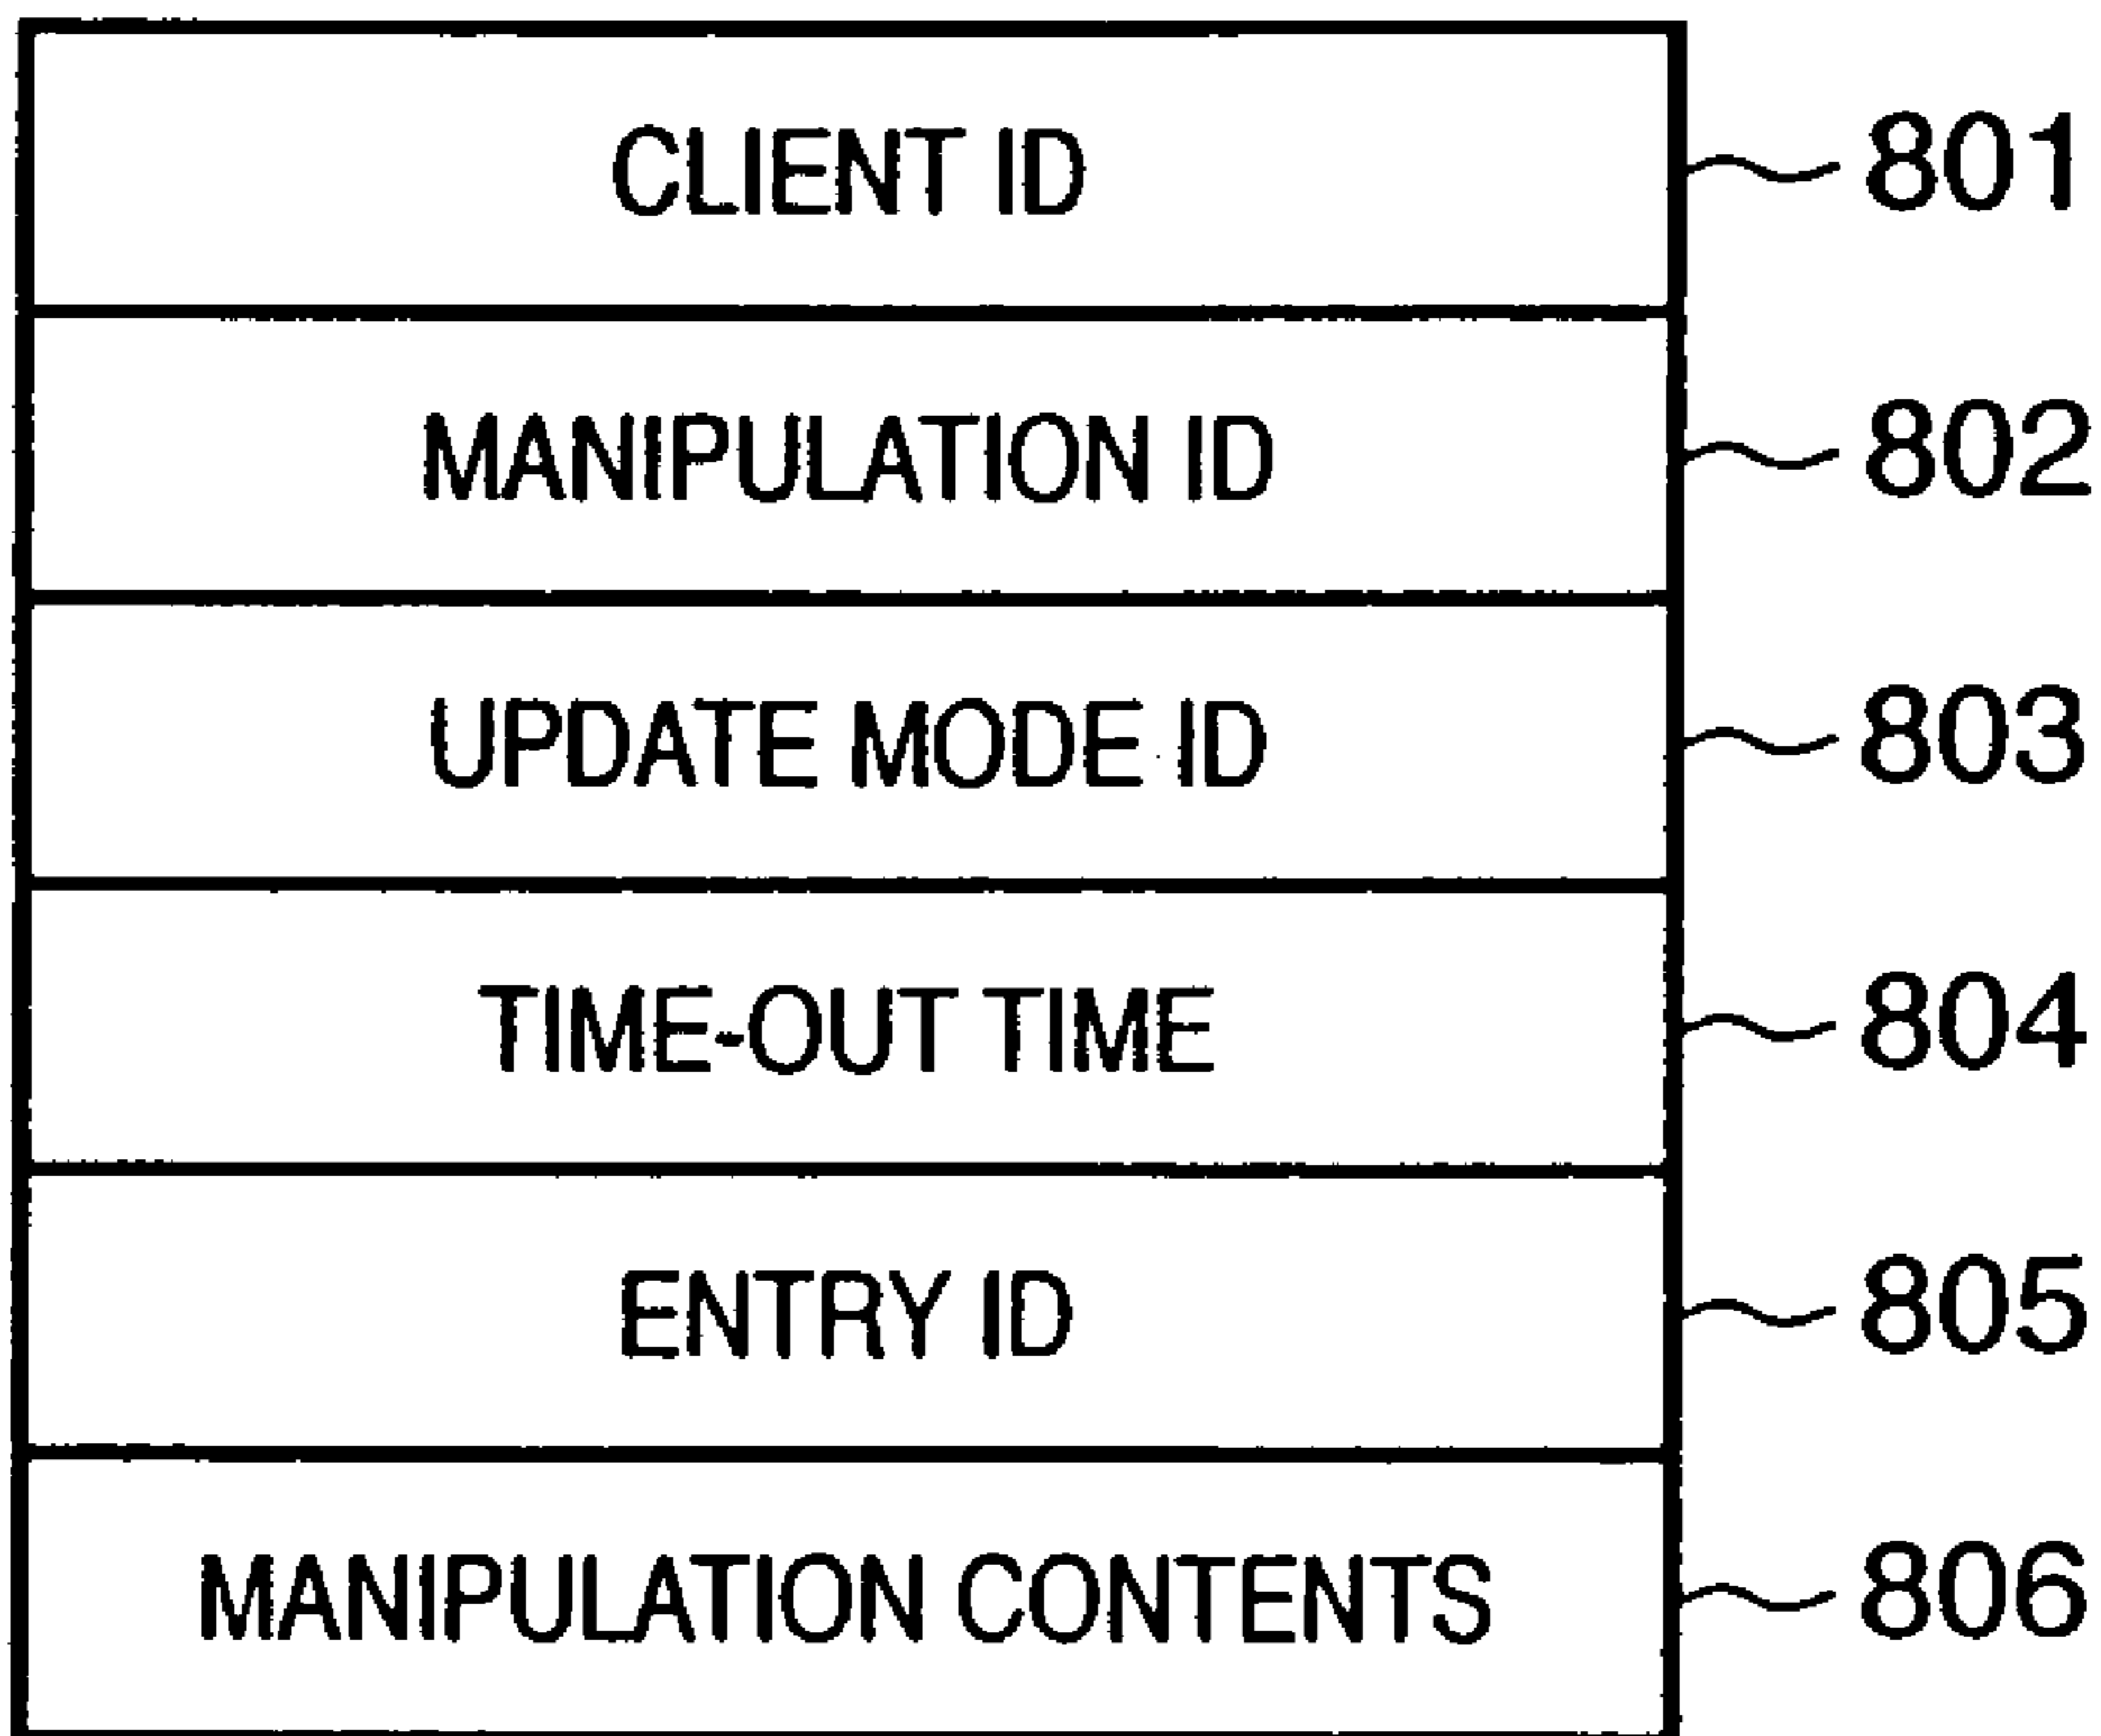 CLIENT ID 801
MANIPULATION ID 802
UPDATE MODE ID 803
TIME-OUT TIME 804
ENTRY ID 805
MANIPULATION CONTENTS 806